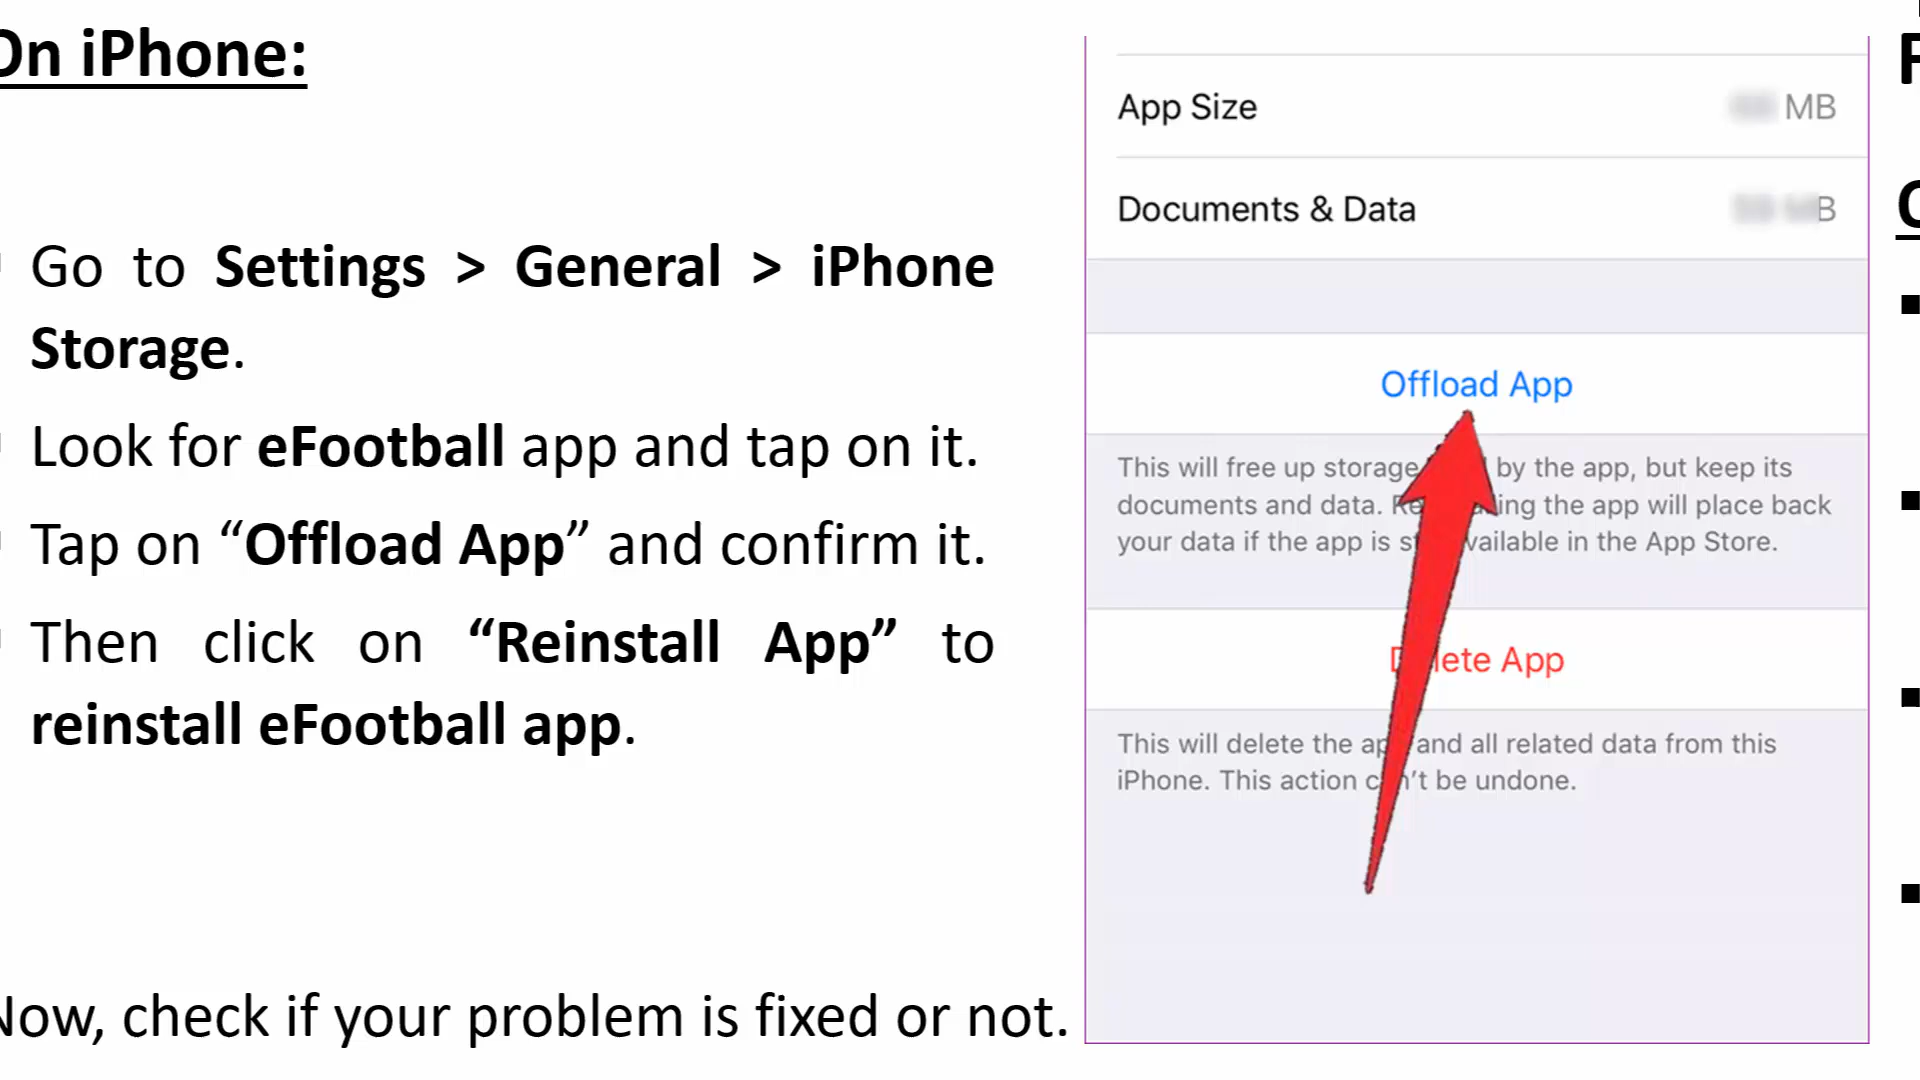 On iPhone:
Go to Settings > General > iPhone
Storage.
Look for eFootball app and tap on it.
Tap on “Offload App” and confirm it.
Then click on “Reinstall App” to
reinstall eFootball app.
Now, check if your problem is fixed or not.
App Size MB
Documents & Data
Offload App
This will free up storage by the app, but keep its
documents and data. the app will place back
your data if the app is available in the App Store.
Delete App
This will delete the app and all related data from this
iPhone. This action can’t be undone.